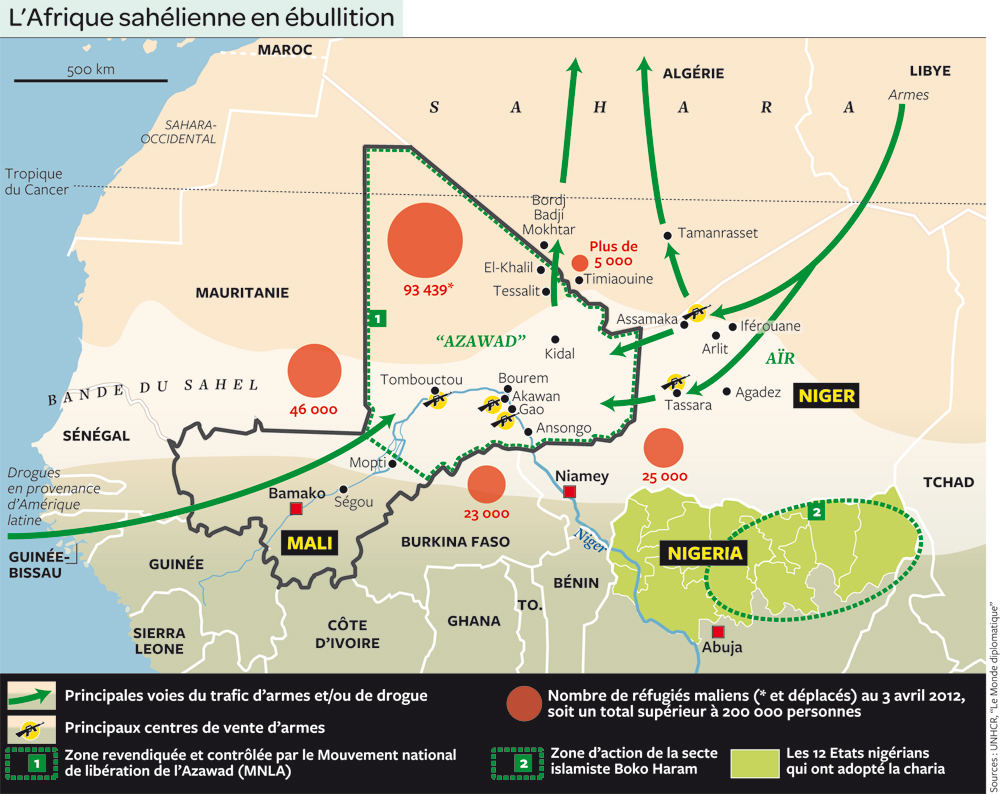 L'Afrique sahélienne en ébullition
500 km
MAROC
ALGÉRIE
LIBYE
Armes
S A H A R A
SAHARA-
OCCIDENTAL
Tropique
du Cancer
Bordj
Badji
Mokhtar
Tamanrasset
Plus de
5 000
El-Khalil
Timiaouine
Tessalit
93 439*
MAURITANIE
1
Assamaka
Iférouane
Arlit
"AZAWAD"
Kidal
AÏR
BANDE DU SAHEL
46 000
Tombouctou
Bourem
Akawan
Gao
Ansongo
Tassara
Agadez
NIGER
SÉNÉGAL
Mopti
Drogues
en provenance
d'Amérique
latine
Bamako
Ségou
23 000
Niamey
25 000
TCHAD
2
MALI
BURKINA FASO
Niger
NIGERIA
GUINÉE-
BISSAU
GUINÉE
BÉNIN
TO.
GHANA
CÔTE
D'IVOIRE
SIERRA
LEONE
Abuja
Principales voies du trafic d'armes et/ou de drogue
Principaux centres de vente d'armes
1
Zone revendiquée et contrôlée par le Mouvement national
de libération de l'Azawad (MNLA)
Nombre de réfugiés maliens (* et déplacés) au 3 avril 2012,
soit un total supérieur à 200 000 personnes
2
Zone d'action de la secte
islamiste Boko Haram
Les 12 Etats nigérians
qui ont adopté la charia
Sources : UNHCR, "Le Monde diplomatique"